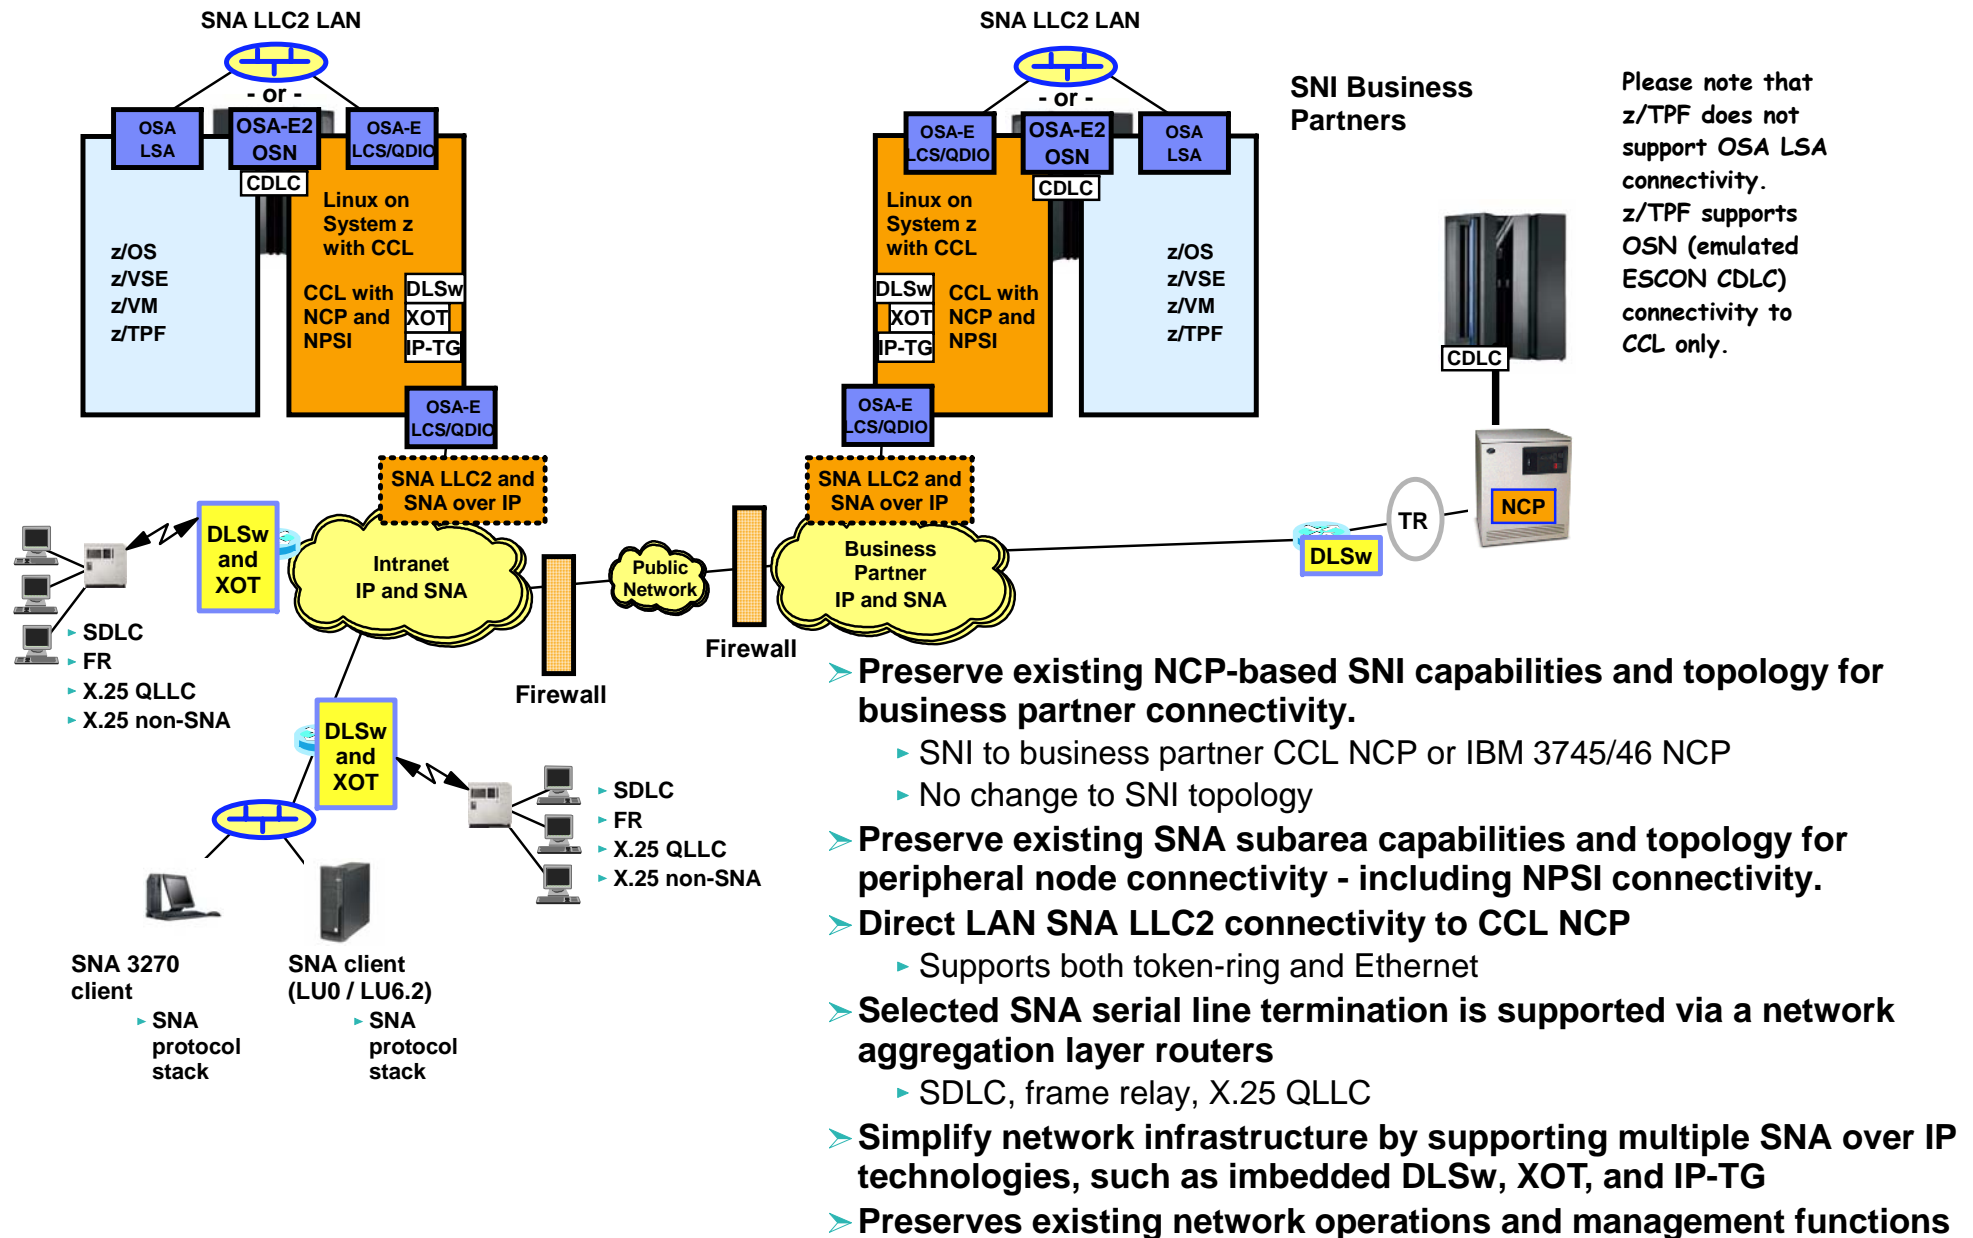 SNA LLC2 LAN
- or -
OSA
LSA
OSA-E2
OSN
OSA-E
LCS/QDIO
CDLC
z/OS
z/VSE
z/VM
z/TPF
Linux on
System z
with CCL
CCL with
NCP and
NPSI
DLSw
XOT
IP-TG
OSA-E
LCS/QDIO
SNA LLC2 and
SNA over IP
SNA LLC2 LAN
- or -
OSA-E
LCS/QDIO
OSA-E2
OSN
OSA
LSA
CDLC
Linux on
System z
with CCL
DLSw
XOT
IP-TG
CCL with
NCP and
NPSI
z/OS
z/VSE
z/VM
z/TPF
OSA-E
LCS/QDIO
SNA LLC2 and
SNA over IP
SNI Business
Partners
Please note that
z/TPF does not
support OSA LSA
connectivity.
z/TPF supports
OSN (emulated
ESCON CDLC)
connectivity to
CCL only.
CDLC
NCP
TR
DLSw
DLSw
and
XOT
Intranet
IP and SNA
Public
Network
Business
Partner
IP and SNA
Firewall
Firewall
SDLC
FR
X.25 QLLC
X.25 non-SNA
DLSw
and
XOT
SDLC
FR
X.25 QLLC
X.25 non-SNA
SNA 3270
client
SNA
protocol
stack
SNA client
(LU0 / LU6.2)
SNA
protocol
stack
Preserve existing NCP-based SNI capabilities and topology for
business partner connectivity.
SNI to business partner CCL NCP or IBM 3745/46 NCP
No change to SNI topology
Preserve existing SNA subarea capabilities and topology for
peripheral node connectivity - including NPSI connectivity.
Direct LAN SNA LLC2 connectivity to CCL NCP
Supports both token-ring and Ethernet
Selected SNA serial line termination is supported via a network
aggregation layer routers
SDLC, frame relay, X.25 QLLC
Simplify network infrastructure by supporting multiple SNA over IP
technologies, such as imbedded DLSw, XOT, and IP-TG
Preserves existing network operations and management functions